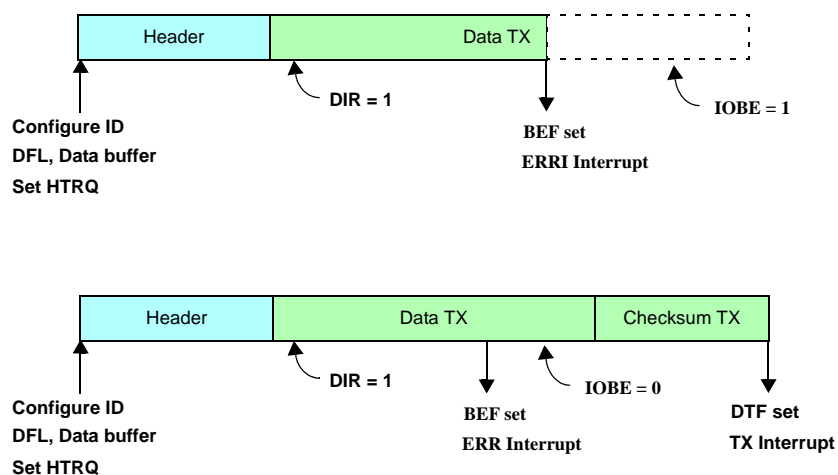 Header
Data TX
DIR = 1
IOBE = 1
Configure ID
DFL, Data buffer
Set HTRQ
BEF set
ERRI Interrupt
Header
Data TX
Checksum TX
DIR = 1
IOBE = 0
Configure ID
DFL, Data buffer
Set HTRQ
BEF set
ERR Interrupt
DTF set
TX Interrupt